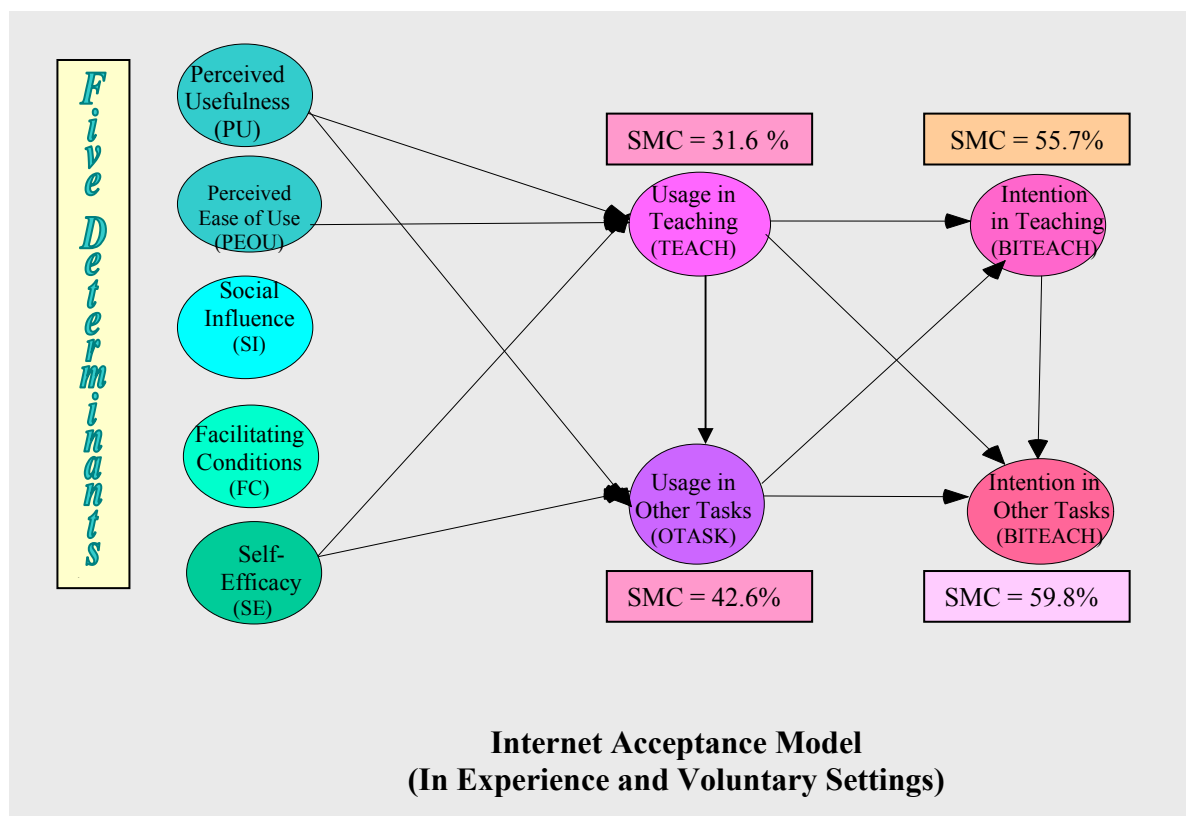 Five Determinants
Perceived
Usefulness
(PU)
Perceived
Ease of Use
(PEOU)
Social
Influence
(SI)
Facilitating
Conditions
(FC)
Self-
Efficacy
(SE)
SMC = 31.6 %
Usage in
Teaching
(TEACH)
Usage in
Other Tasks
(OTASK)
SMC = 42.6%
SMC = 55.7%
Intention
in Teaching
(BITEACH)
Intention in
Other Tasks
(BITEACH)
SMC = 59.8%
Internet Acceptance Model
(In Experience and Voluntary Settings)